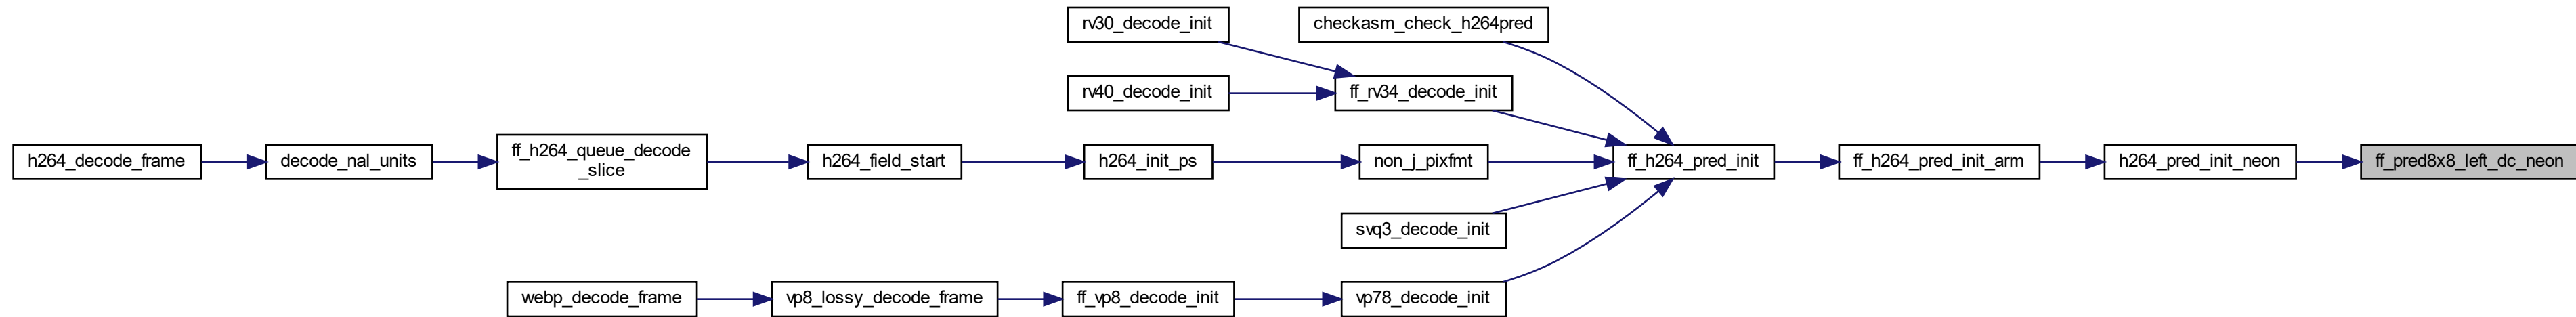 rv30_decode_init
checkasm_check_h264pred
rv40_decode_init
ff_rv34_decode_init
h264_decode_frame
decode_nal_units
ff_h264_queue_decode
_slice
h264_field_start
h264_init_ps
non_j_pixfmt
ff_h264_pred_init
ff_h264_pred_init_arm
h264_pred_init_neon
ff_pred8x8_left_dc_neon
svq3_decode_init
webp_decode_frame
vp8_lossy_decode_frame
ff_vp8_decode_init
vp78_decode_init